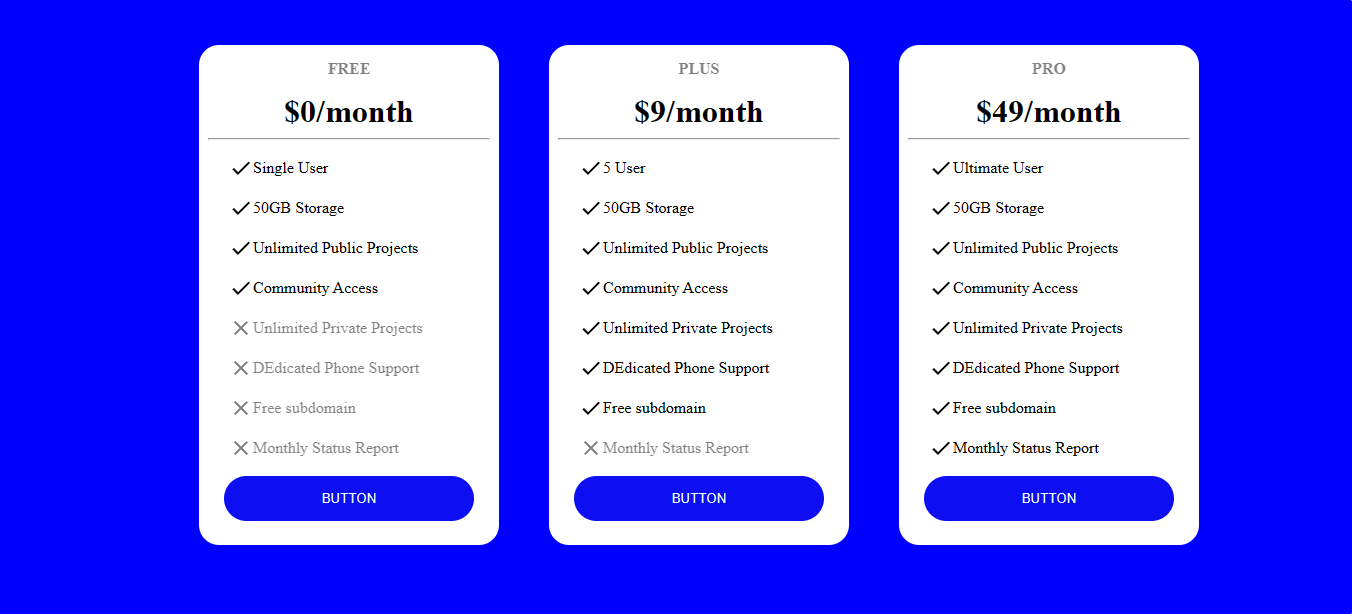 FREE
$0/month
Single User
50GB Storage
Unlimited Public Projects
Community Access
Unlimited Private Projects
DEdicated Phone Support
Free subdomain
Monthly Status Report
BUTTON
PLUS
$9/month
5 User
50GB Storage
Unlimited Public Projects
Community Access
Unlimited Private Projects
DEdicated Phone Support
Free subdomain
Monthly Status Report
BUTTON
PRO
$49/month
Ultimate User
50GB Storage
Unlimited Public Projects
Community Access
Unlimited Private Projects
DEdicated Phone Support
Free subdomain
Monthly Status Report
BUTTON